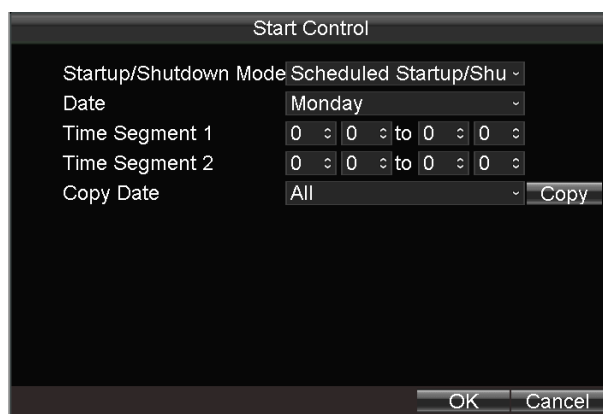 Start Control
Startup/Shutdown Mode Scheduled Startup/Shu
Date Monday
Time Segment 1 0 0 to 0 0
Time Segment 2 0 0 to 0 0
Copy Date All Copy
OK Cancel